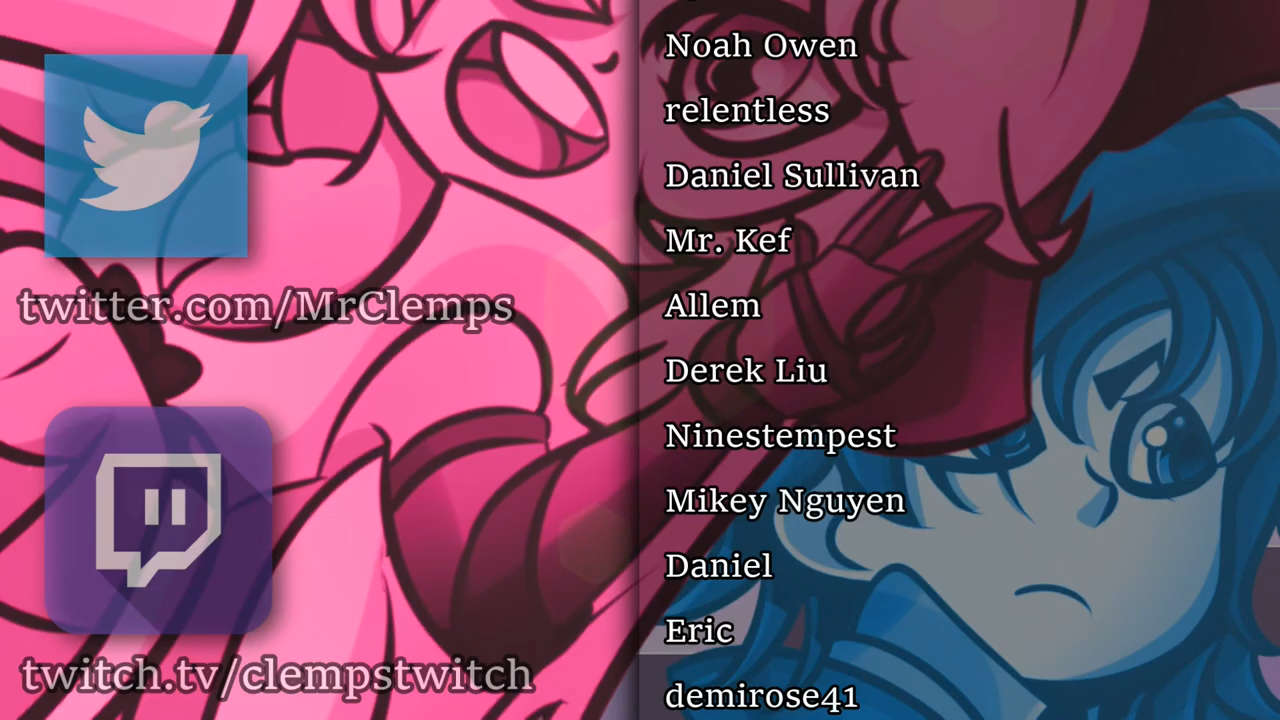 twitter.com/MrClemps
twitch.tv/clempstwitch
Noah Owen
relentless
Daniel Sullivan
Mr. Kef
Allem
Derek Liu
Ninestempest
Mikey Nguyen
Daniel
Eric
demirose41